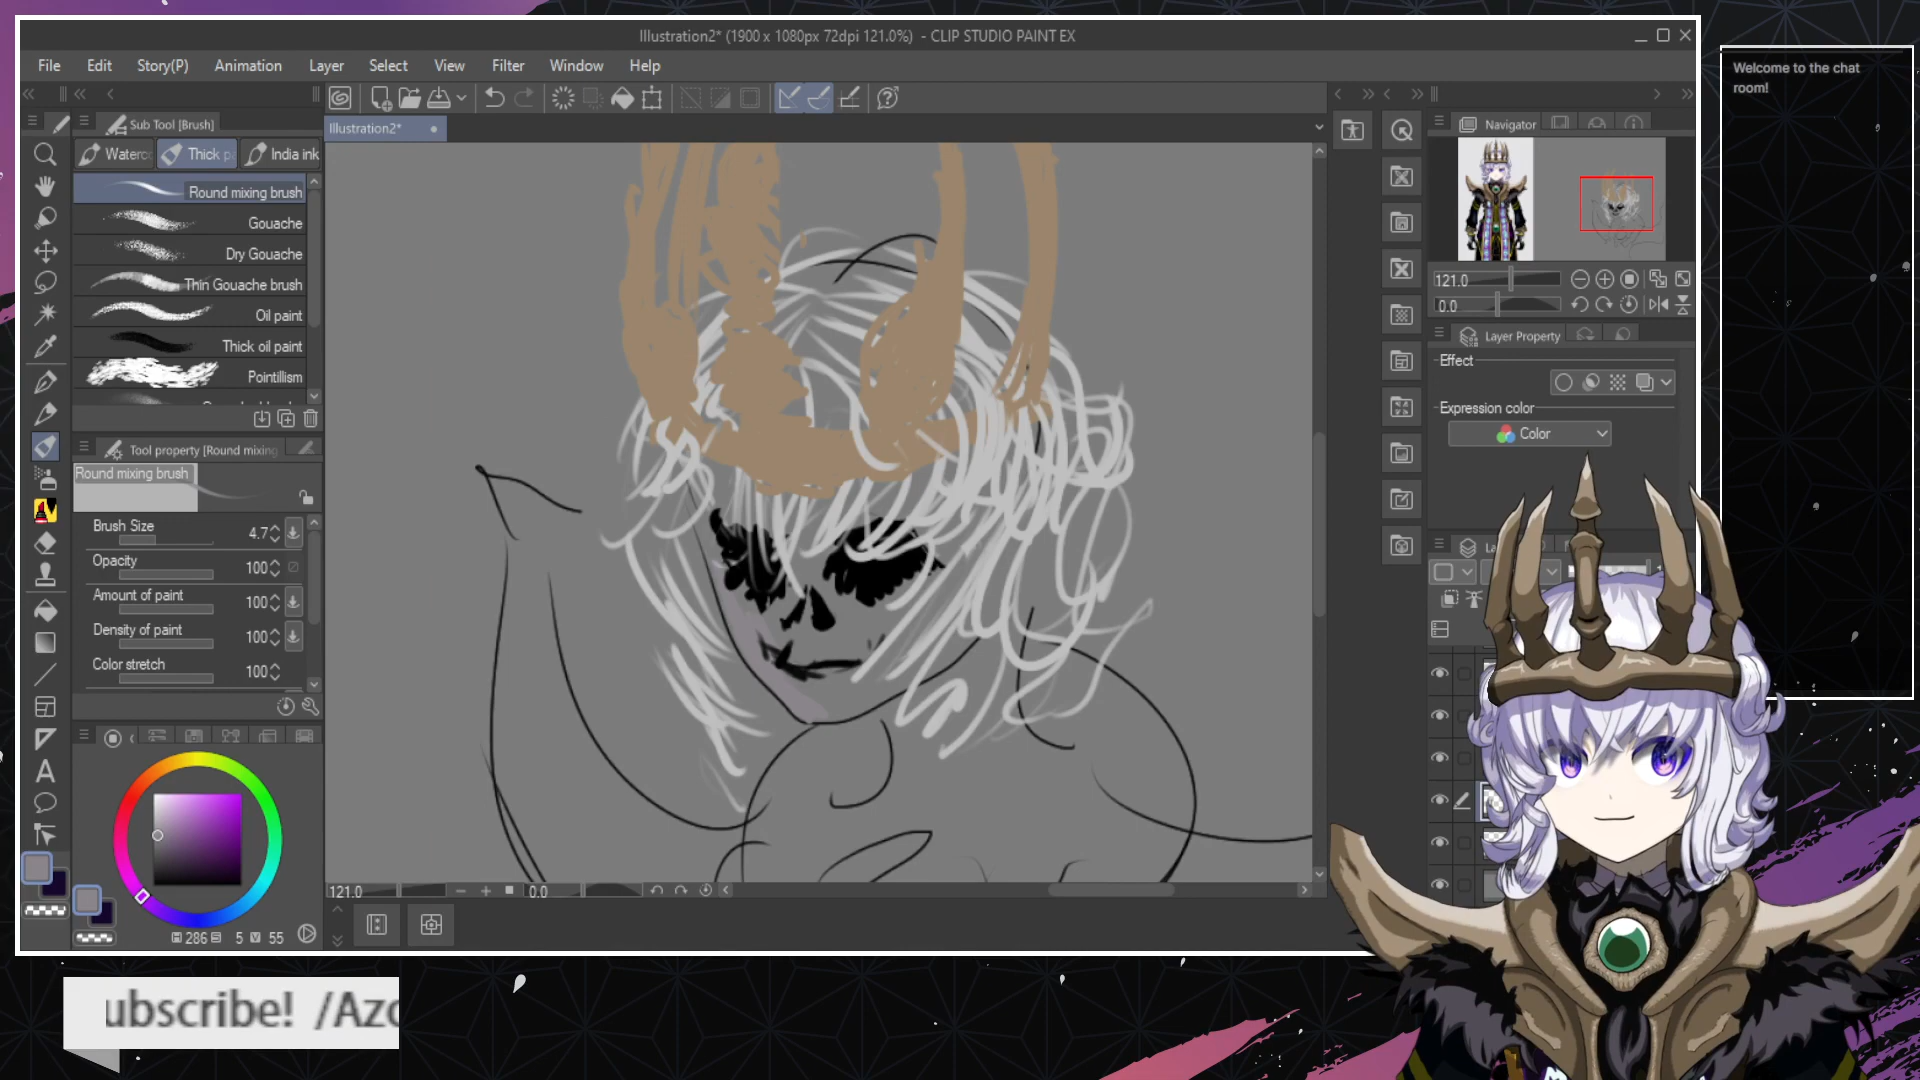 Illustration2* (1900 x 1080px 72dpi 121.0%) - CLIP STUDIO PAINT EX
File Edit Story(P) Animation Layer Select View Filter Window Help
Welcome to the chat
room!
Sub Tool [Brush]
Illustration2*
Navigator
Waterc Thick p India ink
Round mixing brush
Gouache
Dry Gouache
Thin Gouache brush
Oil paint
Thick oil paint
Pointillism
121.0
0.0
Layer Property
Effect
Expression color
Color
Tool property [Round mixing
Round mixing brush
Brush Size 4.7
Opacity 100
Amount of paint 100
Density of paint 100
Color stretch 100
286 5 55
121.0 0.0
ubscribe! /Azo